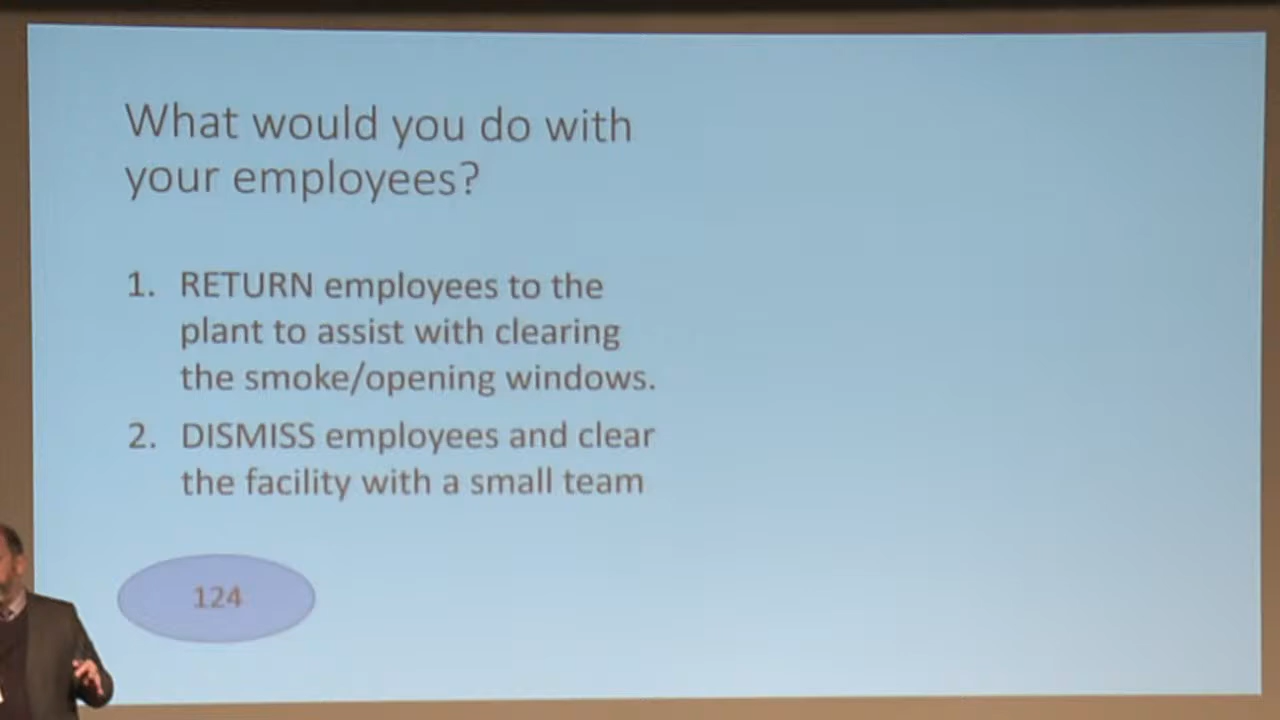 What would you do with
your employees?
1. RETURN employees to the
plant to assist with clearing
the smoke/opening windows.
2. DISMISS employees and clear
the facility with a small team
124